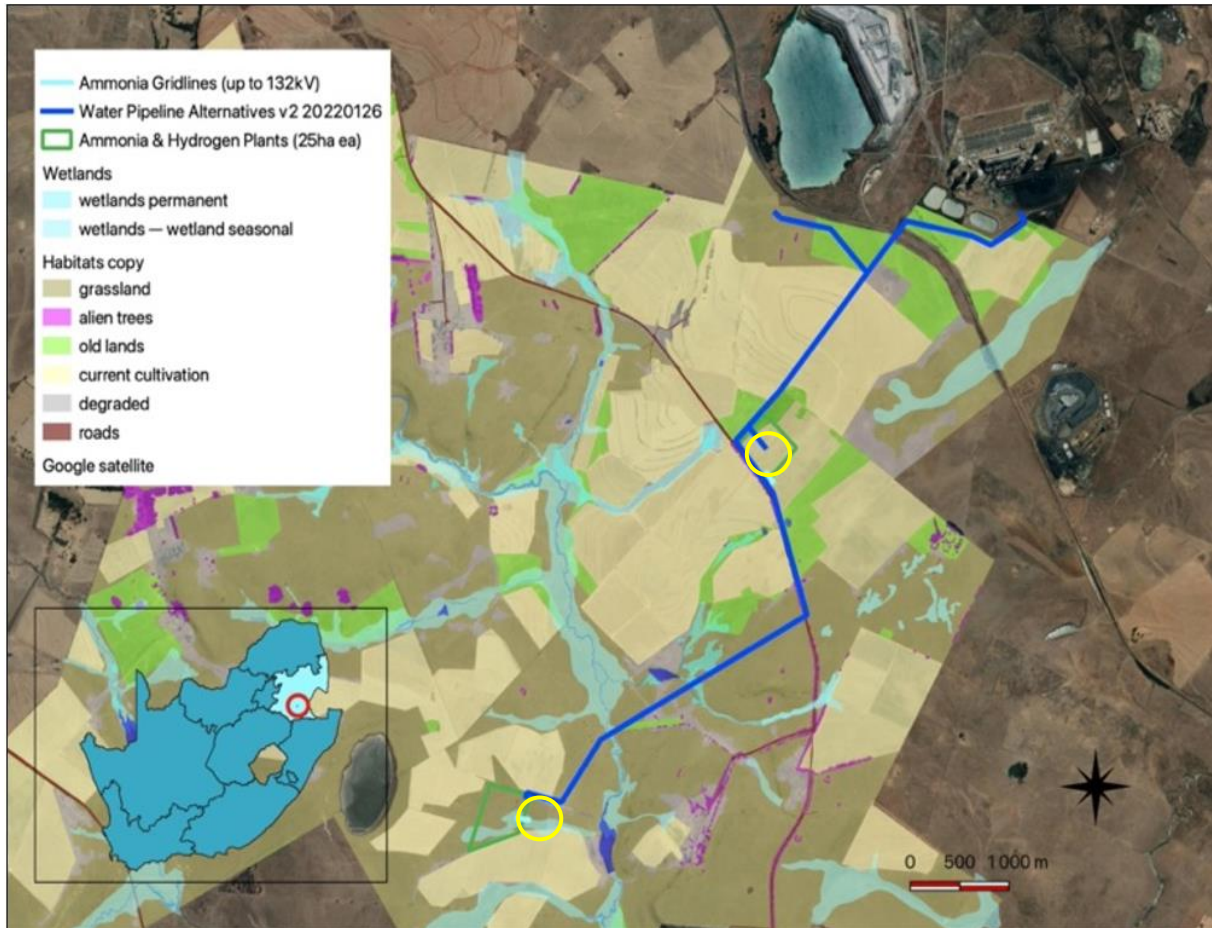 Ammonia Gridlines (up to 132kV)
Water Pipeline Alternatives v2 20220126
Ammonia & Hydrogen Plants (25ha ea)
Wetlands
wetlands permanent
wetlands — wetland seasonal
Habitats copy
grassland
alien trees
old lands
current cultivation
degraded
roads
Google satellite
0 500 1000 m